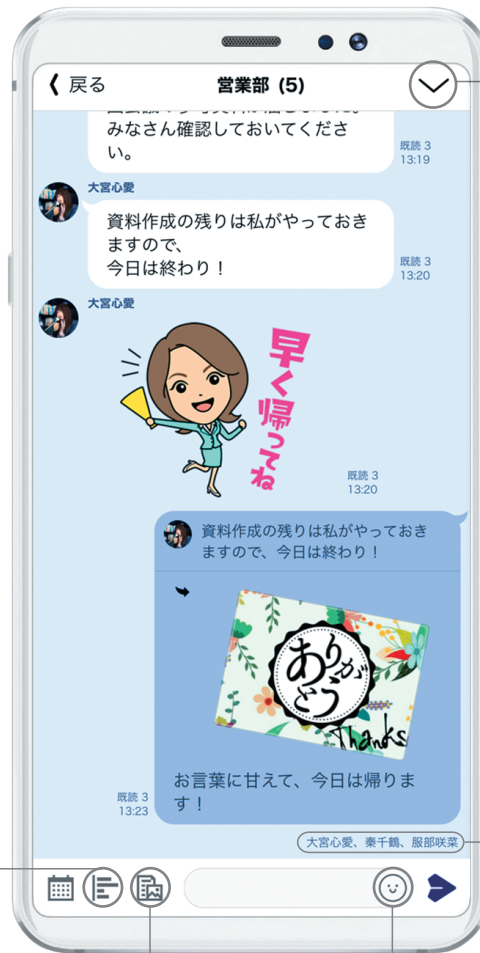 戻る
営業部 (5)
みなさん確認しておいてくださ
い。
既読 3
13:19
大宮心愛
資料作成の残りは私がやっておき
ますので、
今日は終わり！
既読 3
13:20
大宮心愛
早く帰ってね
既読 3
13:20
資料作成の残りは私がやっておき
ますので、今日は終わり！
ありがとう
Thanks
お言葉に甘えて、今日は帰りま
す！
既読 3
13:23
大宮心愛、秦千鶴、服部咲菜